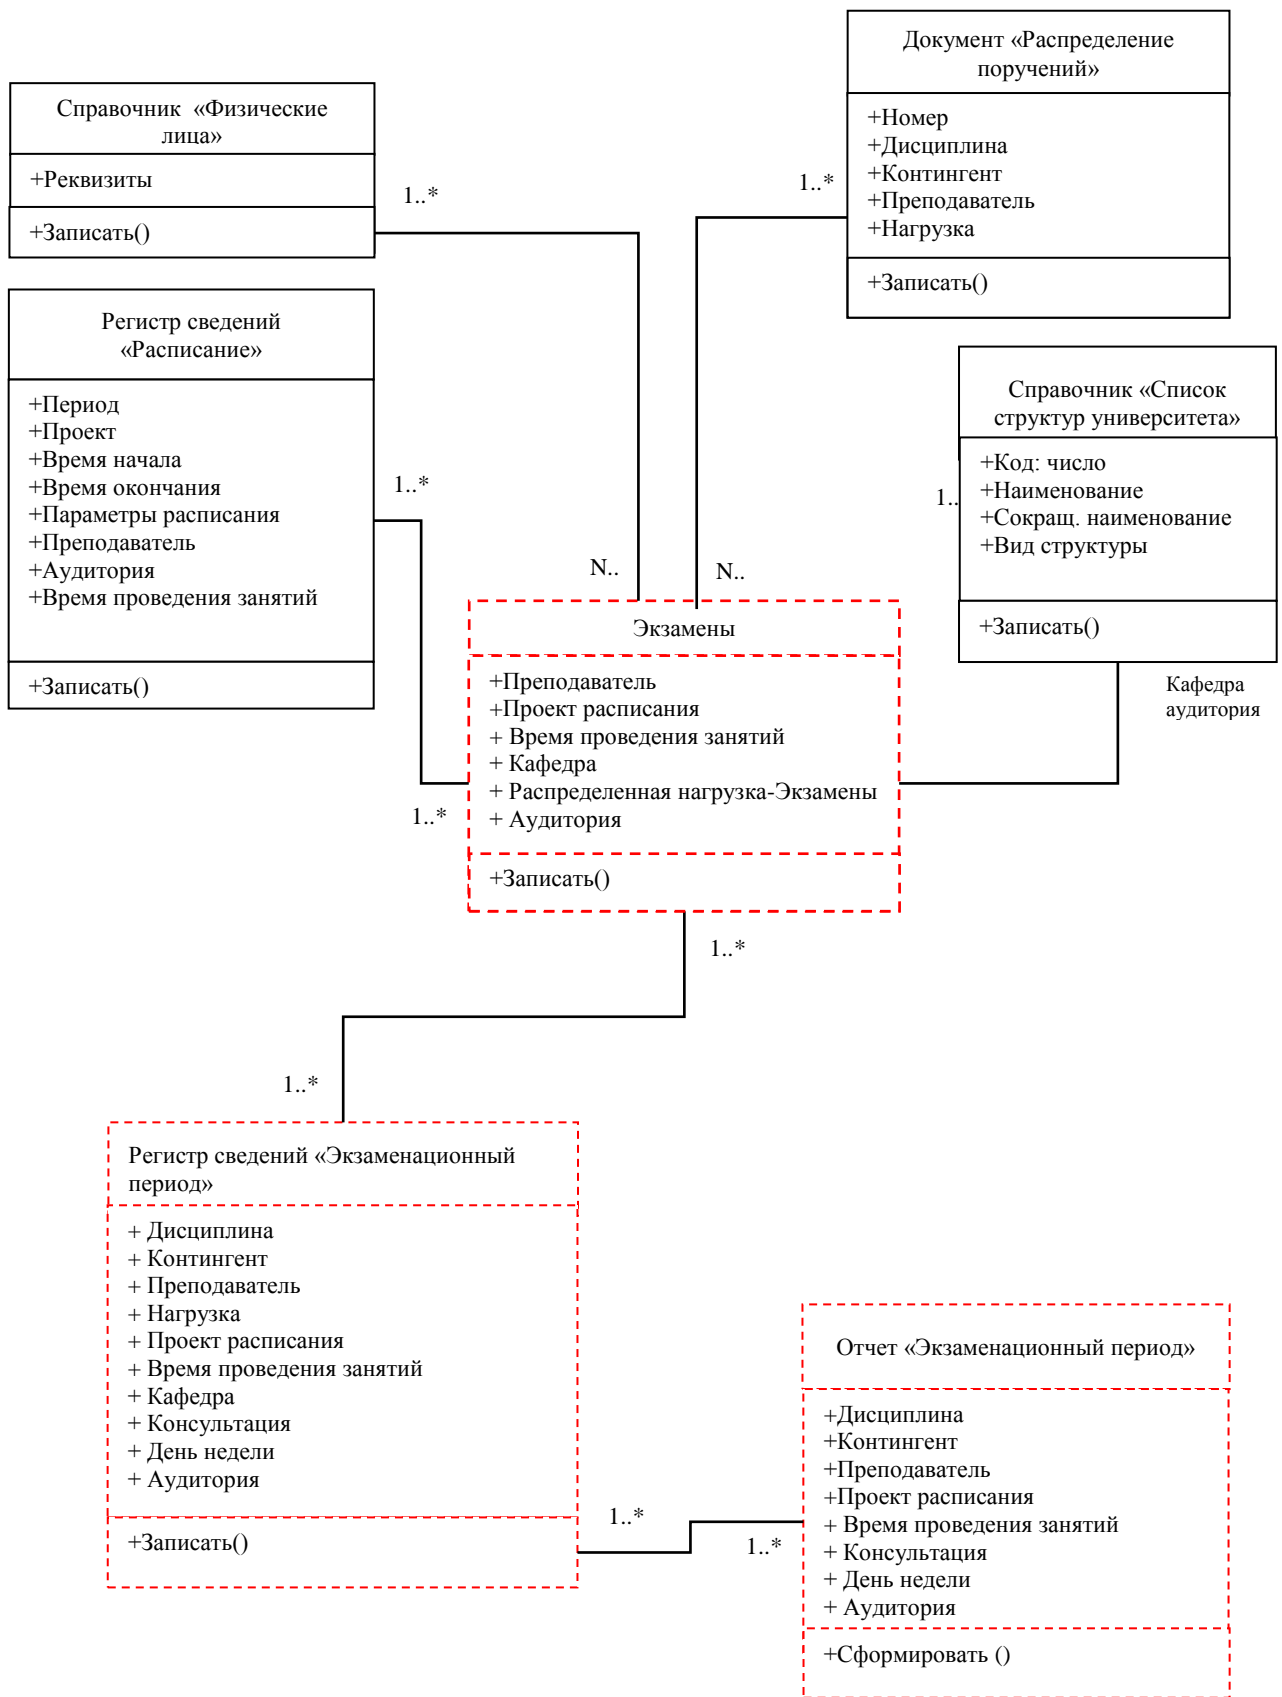 Документ «Распределение
поручений»
+Номер
+Дисциплина
+Контингент
+Преподаватель
+Нагрузка
+Записать()
Справочник «Физические
лица»
+Реквизиты
+Записать()
1..*
1..*
Регистр сведений
«Расписание»
+Период
+Проект
+Время начала
+Время окончания
+Параметры расписания
+Преподаватель
+Аудитория
+Время проведения занятий
+Записать()
1..*
Справочник «Список
структур университета»
+Код: число
+Наименование
+Сокращ. наименование
+Вид структуры
+Записать()
1..
Кафедра
аудитория
N..
N..
1..*
Экзамены
+Преподаватель
+Проект расписания
+ Время проведения занятий
+ Кафедра
+ Распределенная нагрузка-Экзамены
+ Аудитория
+Записать()
1..*
1..*
Регистр сведений «Экзаменационный
период»
+ Дисциплина
+ Контингент
+ Преподаватель
+ Нагрузка
+ Проект расписания
+ Время проведения занятий
+ Кафедра
+ Консультация
+ День недели
+ Аудитория
+Записать()
1..*
1..*
Отчет «Экзаменационный период»
+Дисциплина
+Контингент
+Преподаватель
+Проект расписания
+ Время проведения занятий
+ Консультация
+ День недели
+ Аудитория
+Сформировать ()